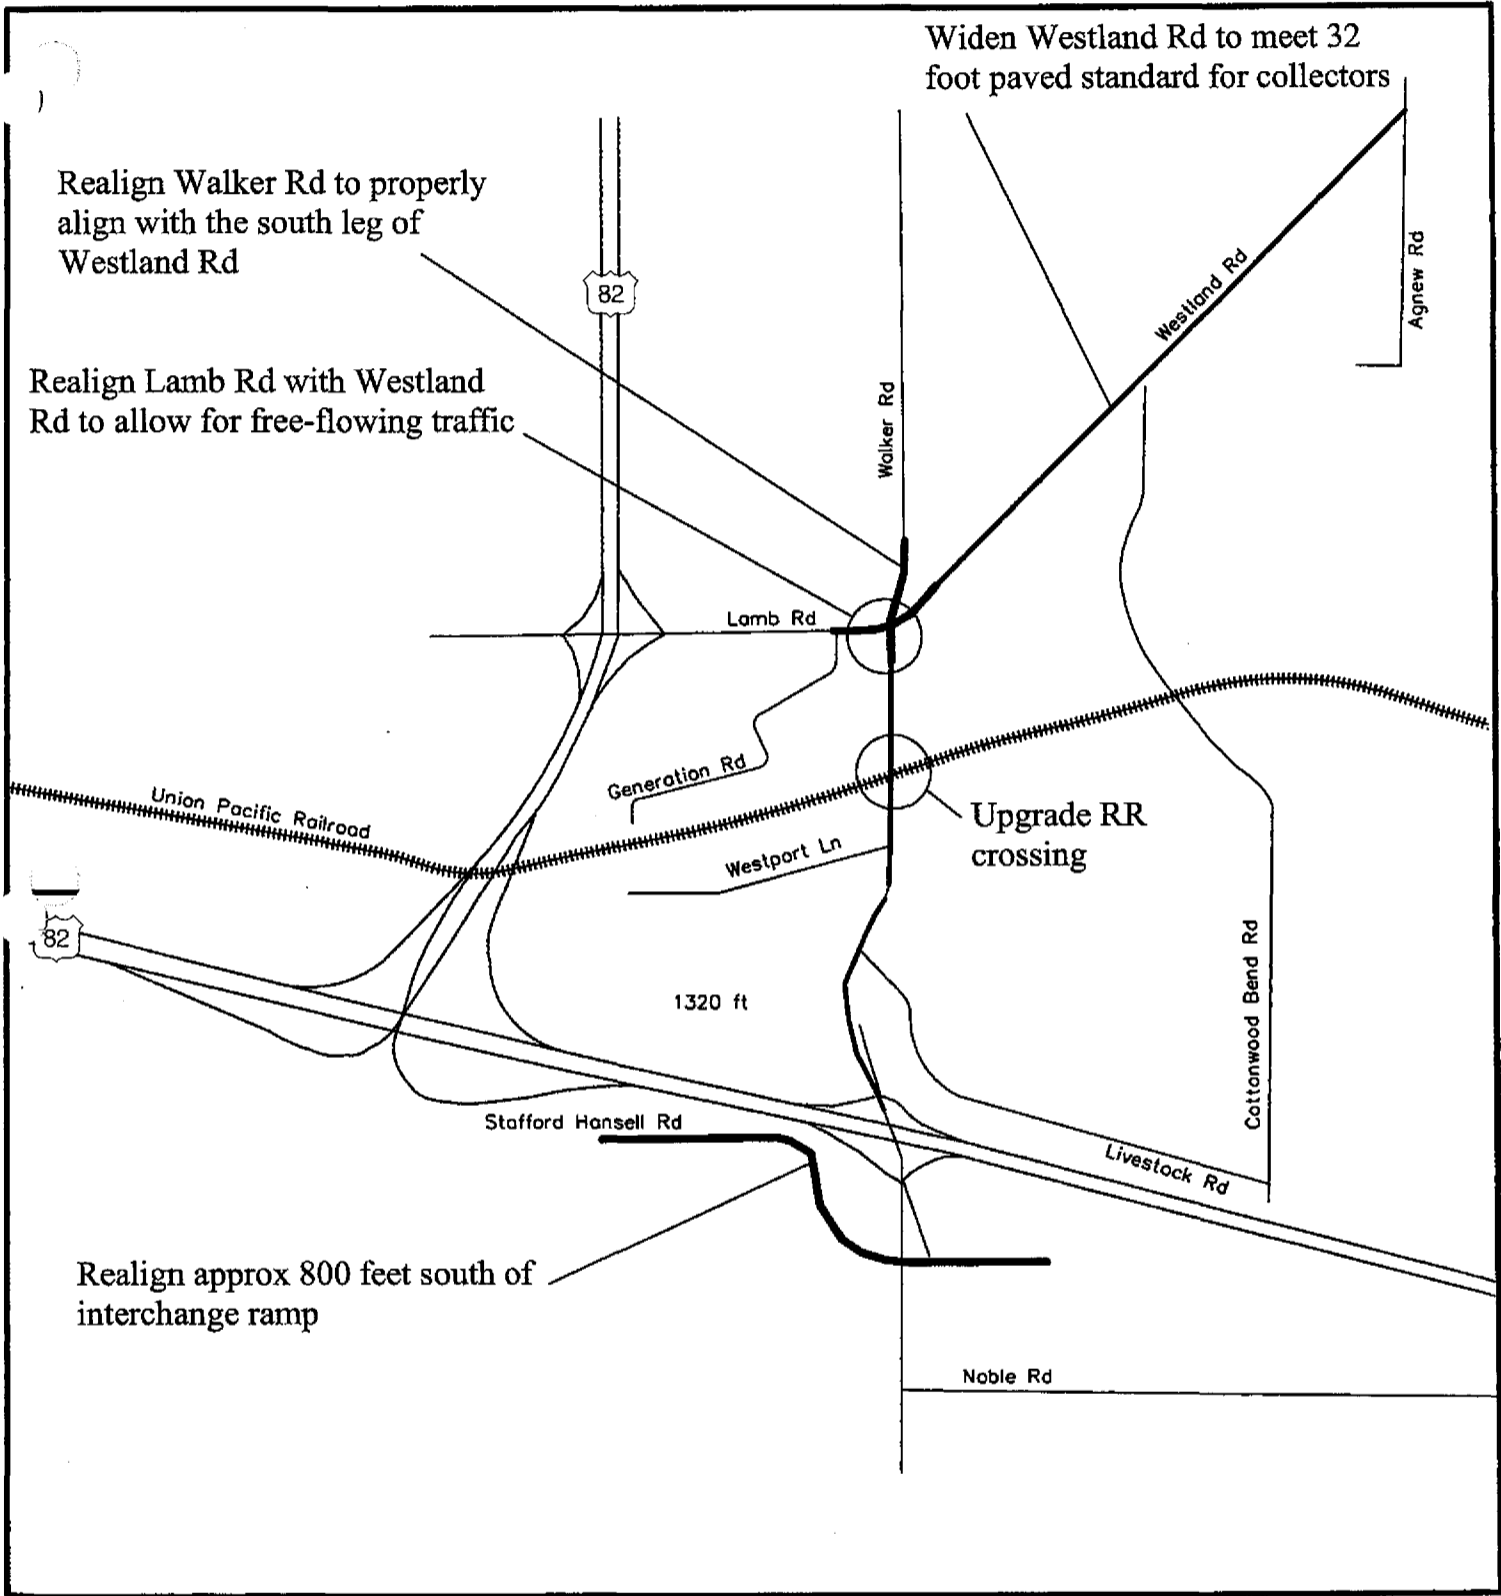 Widen Westland Rd to meet 32
foot paved standard for collectors
)
Realign Walker Rd to properly
align with the south leg of
Westland Rd
82
Westland Rd
Agnew Rd
Realign Lamb Rd with Westland
Rd to allow for free-flowing traffic
Walker Rd
Lamb Rd
Generation Rd
Union Pacific Railroad
Upgrade RR
crossing
Westport Ln
82
Cottonwood Bend Rd
1320 ft
Stafford Hansell Rd
Livestock Rd
Realign approx 800 feet south of
interchange ramp
Noble Rd